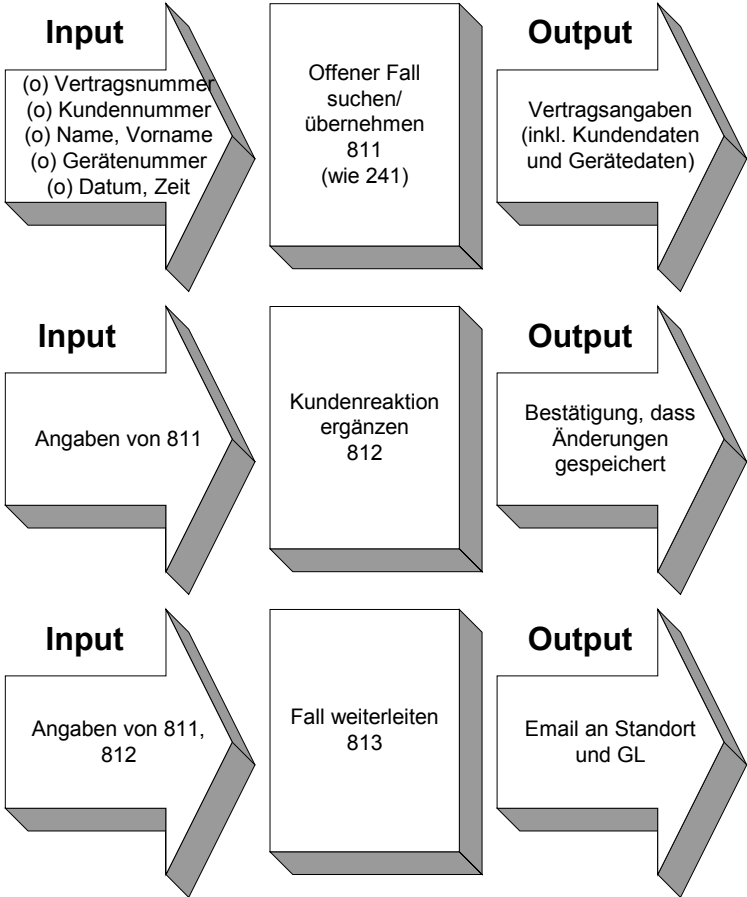 Input
(o) Vertragsnummer
(o) Kundennummer
(o) Name, Vorname
(o) Gerätenummer
(o) Datum, Zeit
Offener Fall
suchen/
übernehmen
811
(wie 241)
Output
Vertragsangaben
(inkl. Kundendaten
und Gerätedaten)
Input
Angaben von 811
Kundenreaktion
ergänzen
812
Output
Bestätigung, dass
Änderungen
gespeichert
Input
Angaben von 811,
812
Fall weiterleiten
813
Output
Email an Standort
und GL